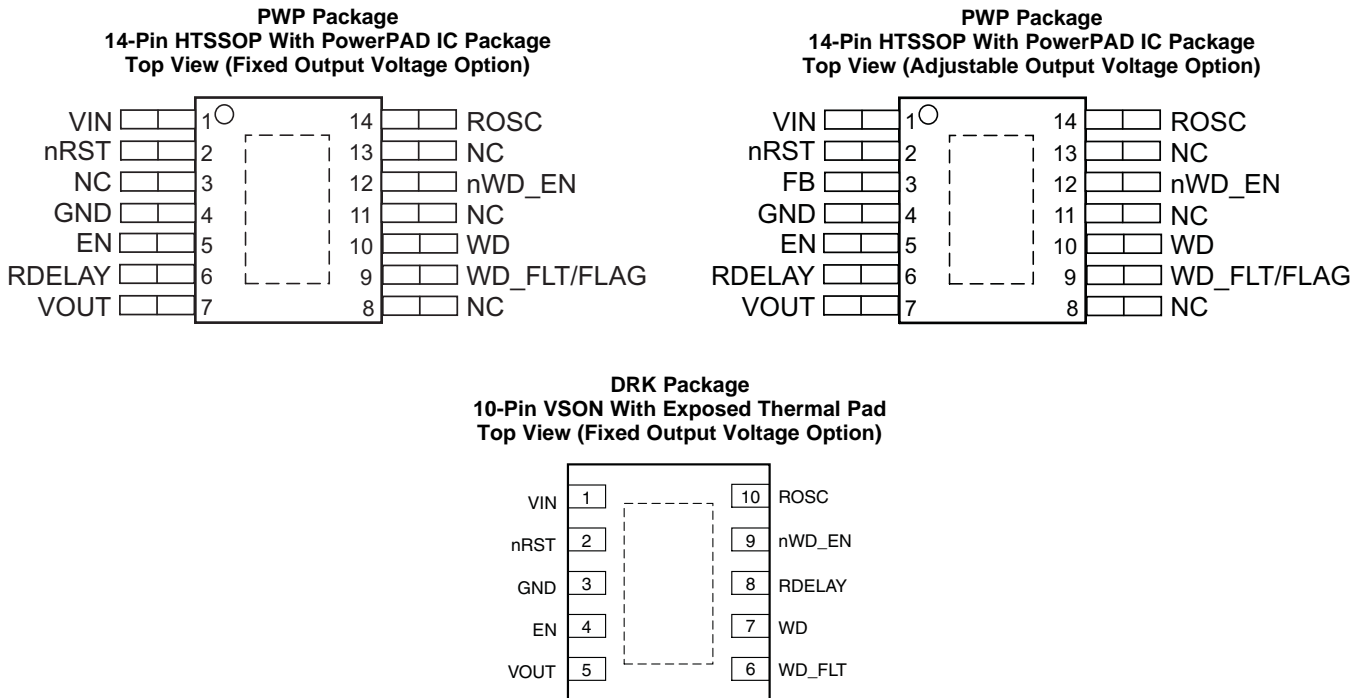 PWP Package
14-Pin HTSSOP With PowerPAD IC Package
Top View (Fixed Output Voltage Option)
VIN 1 14 ROSC
nRST 2 13 NC
NC 3 12 nWD_EN
GND 4 11 NC
EN 5 10 WD
RDELAY 6 9 WD_FLT/FLAG
VOUT 7 8 NC
PWP Package
14-Pin HTSSOP With PowerPAD IC Package
Top View (Adjustable Output Voltage Option)
VIN 1 14 ROSC
nRST 2 13 NC
FB 3 12 nWD_EN
GND 4 11 NC
EN 5 10 WD
RDELAY 6 9 WD_FLT/FLAG
VOUT 7 8 NC
DRK Package
10-Pin VSON With Exposed Thermal Pad
Top View (Fixed Output Voltage Option)
VIN 1 10 ROSC
nRST 2 9 nWD_EN
GND 3 8 RDELAY
EN 4 7 WD
VOUT 5 6 WD_FLT